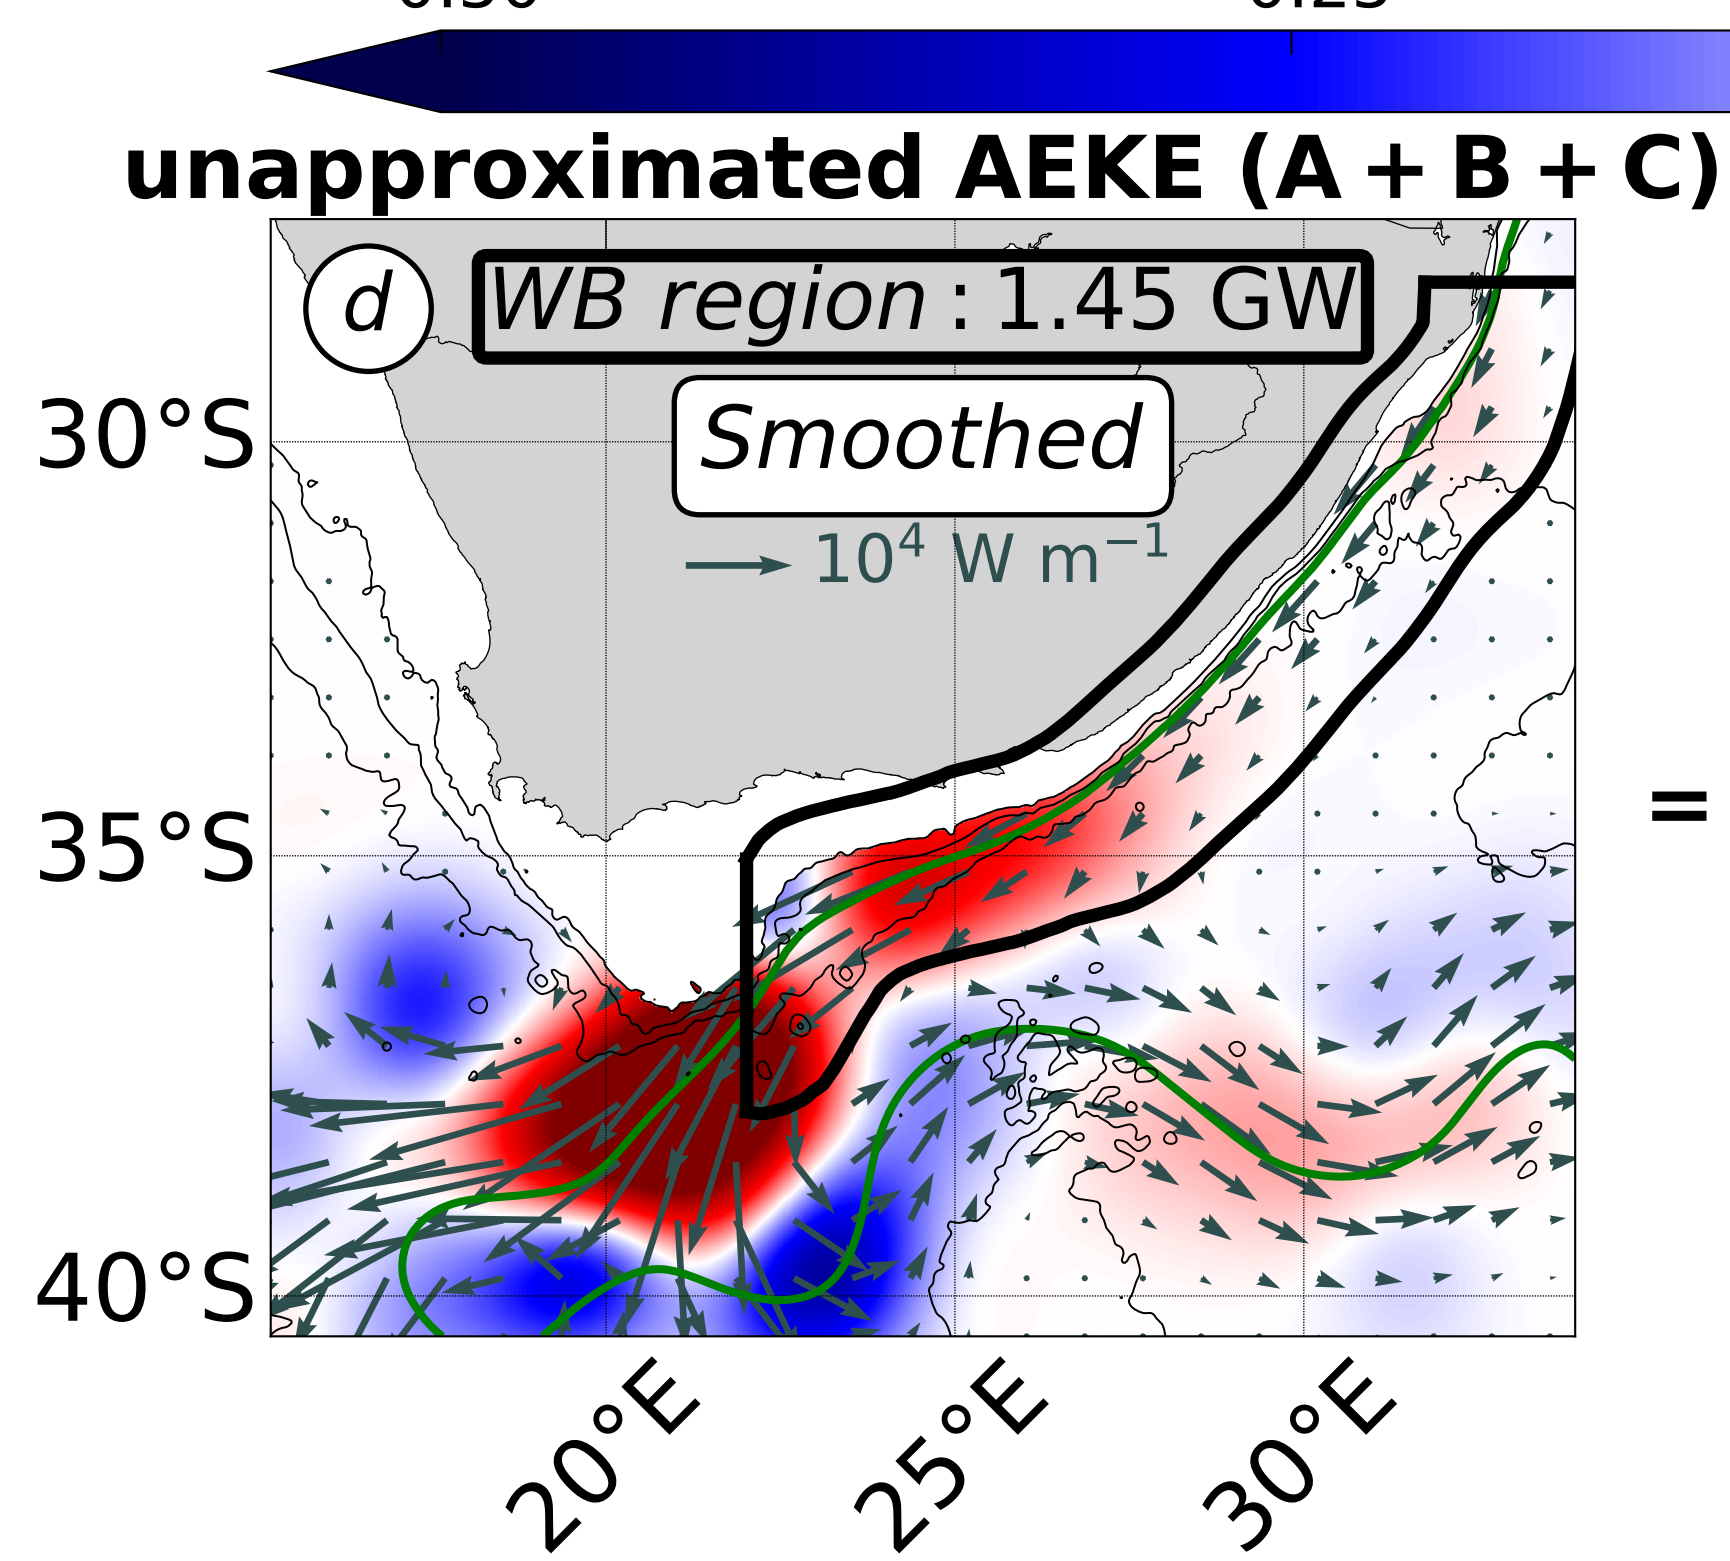 unapproximated AEKE (A + B + C)
d
WB region : 1.45 GW
Smoothed
10⁴ W m⁻¹
30°S
35°S
40°S
=
20°E 25°E 30°E